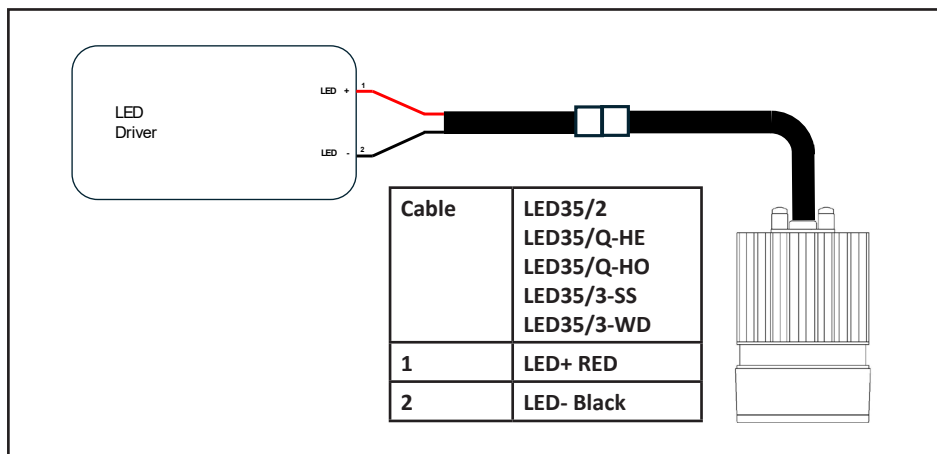 LED
Driver
LED + 1
LED - 2
Cable LED35/2
LED35/Q-HE
LED35/Q-HO
LED35/3-SS
LED35/3-WD
1 LED+ RED
2 LED- Black